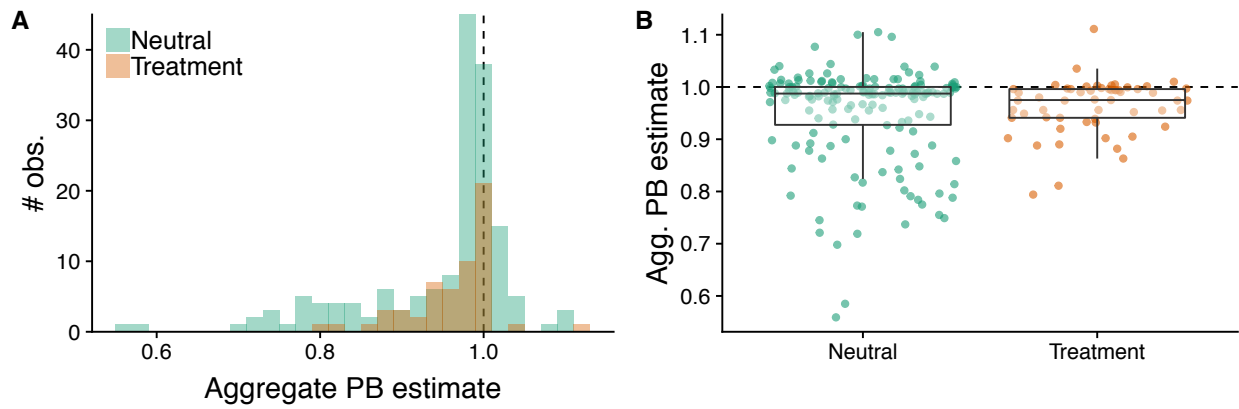 A
Neutral
Treatment
40
30
20
10
0
# obs.
0.6
0.8
1.0
Aggregate PB estimate
B
1.1
1.0
0.9
0.8
0.7
0.6
Agg. PB estimate
Neutral
Treatment